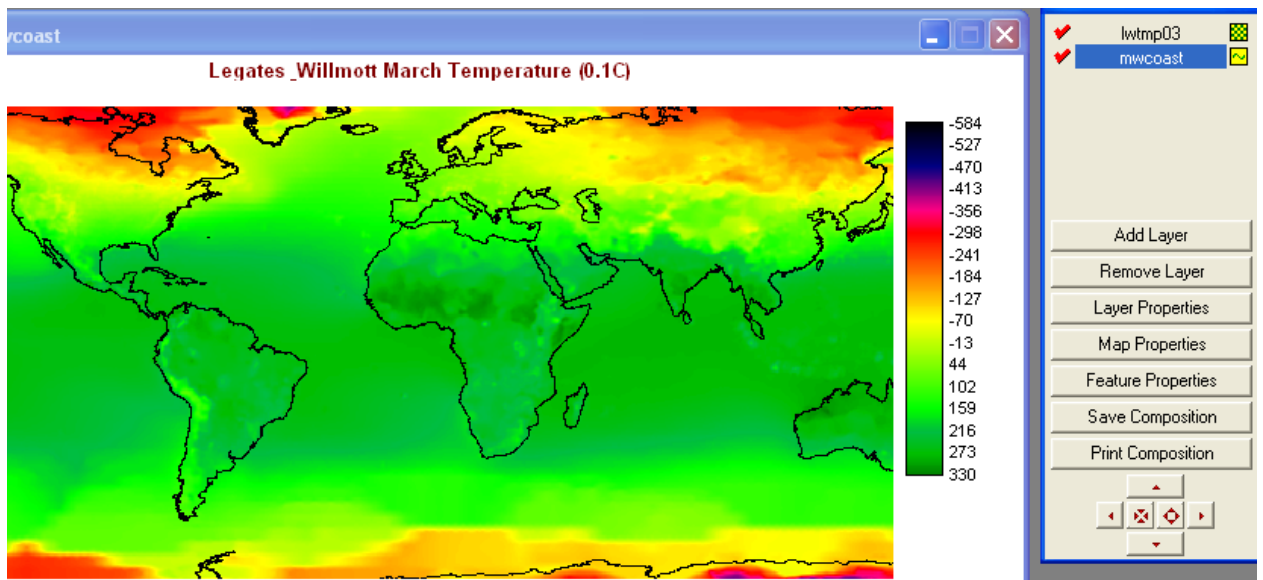 vcoast
Legates _Willmott March Temperature (0.1C)
-584
-527
-470
-413
-356
-298
-241
-184
-127
-70
-13
44
102
159
216
273
330
lwtmp03
mwcoast
Add Layer
Remove Layer
Layer Properties
Map Properties
Feature Properties
Save Composition
Print Composition